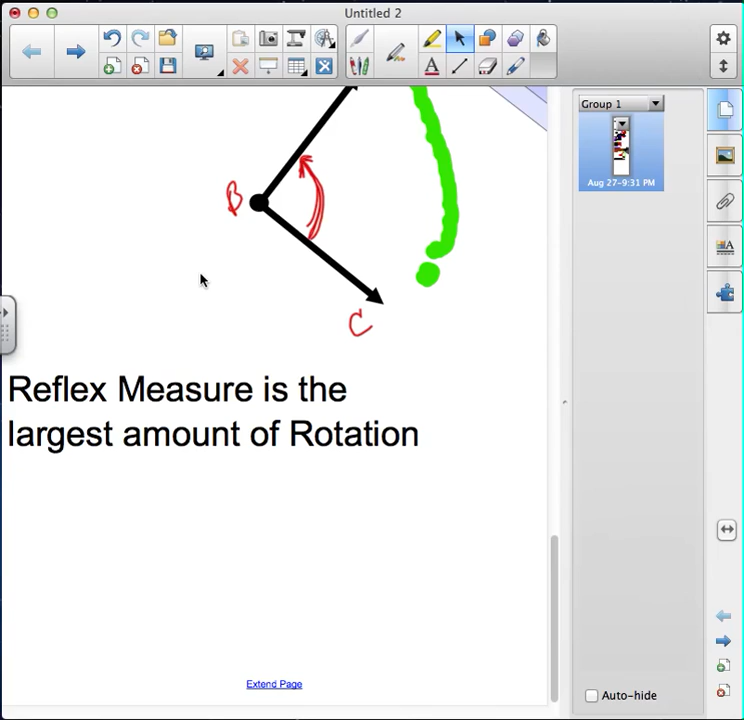 Untitled 2
Group 1
Aug 27-9:31 PM
B
C
Reflex Measure is the
largest amount of Rotation
Extend Page
Auto-hide